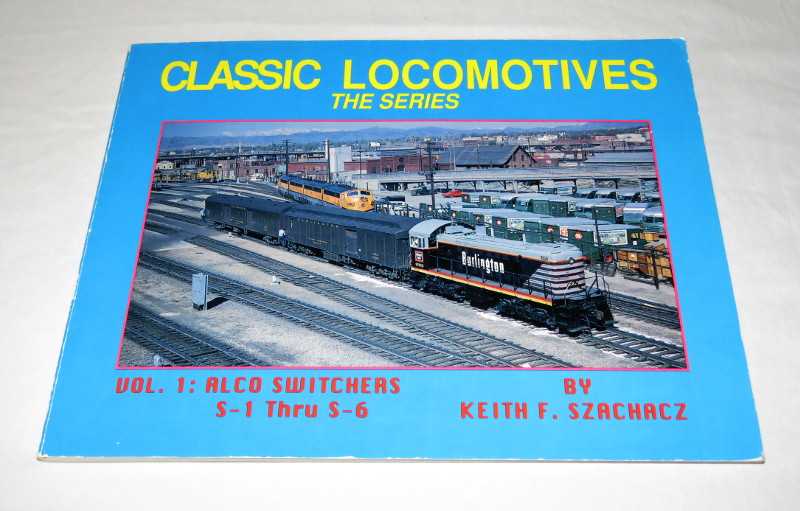 CLASSIC LOCOMOTIVES
THE SERIES
Burlington
VOL. 1: ALCO SWITCHERS
S-1 Thru S-6
BY
KEITH F. SZACHACZ